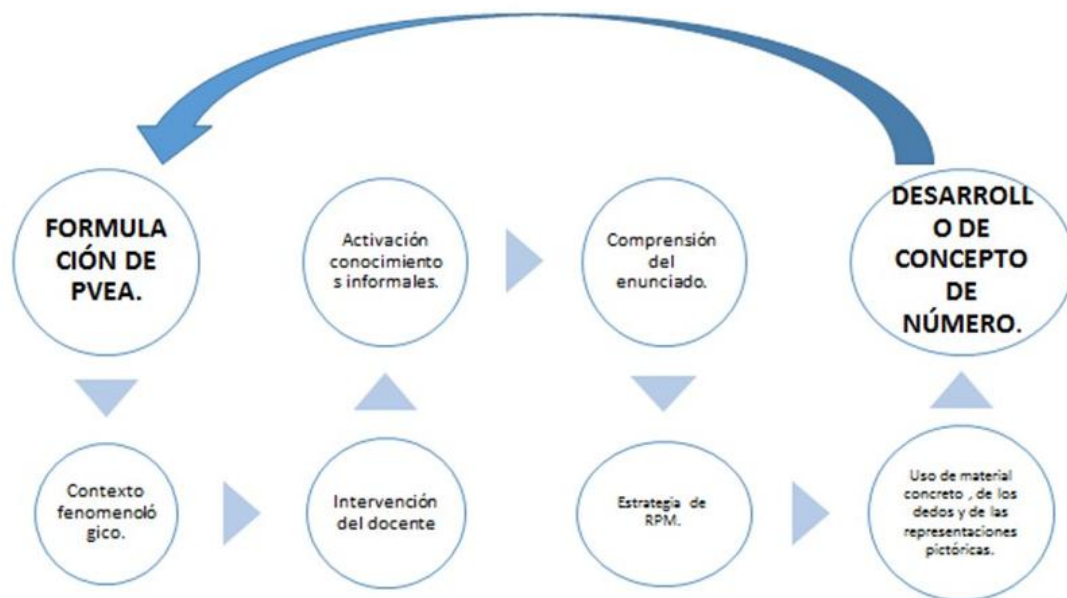 FORMULA
CIÓN DE
PVEA.
Contexto
fenomenoló
gico.
Intervención
del docente
Activación
conocimiento
s informales.
Comprensión
del
enunciado.
Estrategia de
RPM.
Uso de material
concreto , de los
dedos y de las
representaciones
pictóricas.
DESARROLL
O DE
CONCEPTO
DE
NÚMERO.